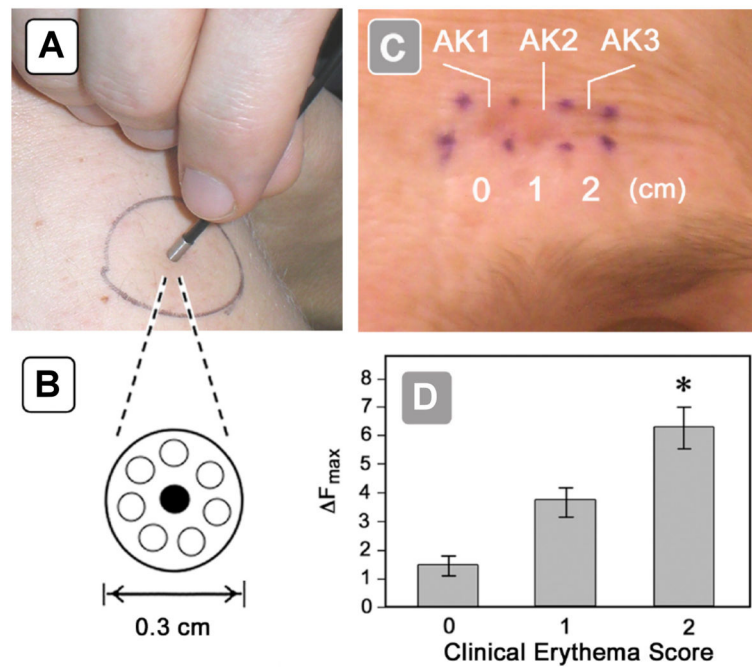 A
B
0.3 cm
C
AK1 AK2 AK3
0 1 2 (cm)
D
*
8
7
6
5
4
3
2
1
0
ΔFmax
0 1 2
Clinical Erythema Score